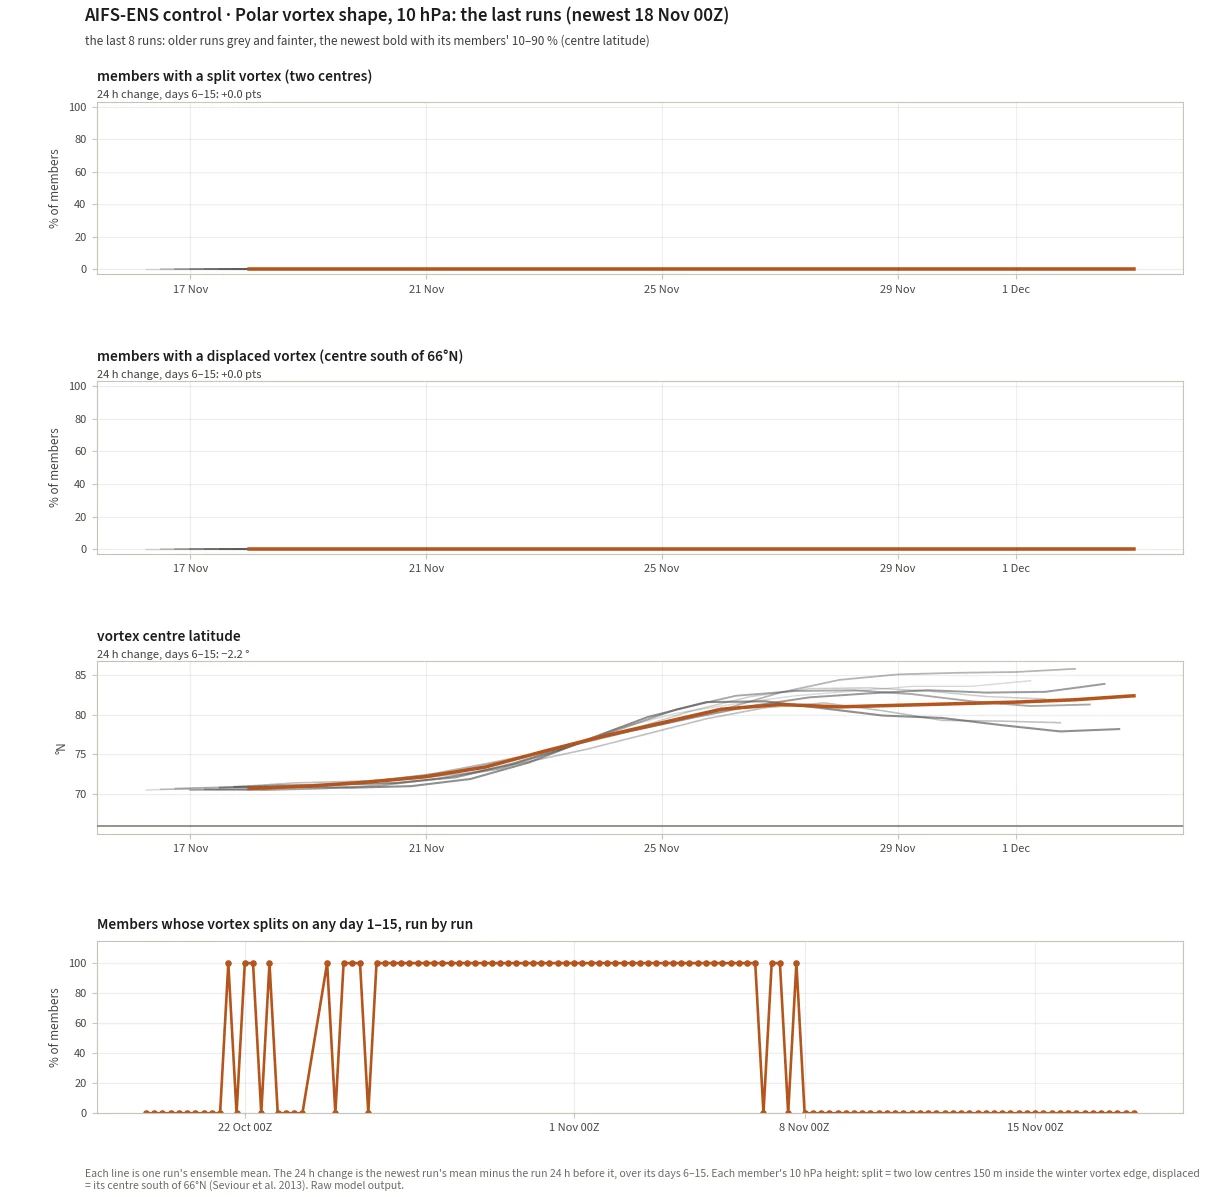 AIFS-ENS control · Polar vortex shape, 10 hPa: the last runs (newest 18 Nov 00Z)
the last 8 runs: older runs grey and fainter, the newest bold with its members' 10–90 % (centre latitude)
members with a split vortex (two centres)
24 h change, days 6–15: +0.0 pts
100
80
60
40
20
0
% of members
17 Nov
21 Nov
25 Nov
29 Nov
1 Dec
members with a displaced vortex (centre south of 66°N)
24 h change, days 6–15: +0.0 pts
100
80
60
40
20
0
% of members
17 Nov
21 Nov
25 Nov
29 Nov
1 Dec
vortex centre latitude
24 h change, days 6–15: −2.2 °
85
80
75
70
°N
17 Nov
21 Nov
25 Nov
29 Nov
1 Dec
Members whose vortex splits on any day 1–15, run by run
100
80
60
40
20
0
% of members
22 Oct 00Z
1 Nov 00Z
8 Nov 00Z
15 Nov 00Z
Each line is one run's ensemble mean. The 24 h change is the newest run's mean minus the run 24 h before it, over its days 6–15. Each member's 10 hPa height: split = two low centres 150 m inside the winter vortex edge, displaced
= its centre south of 66°N (Seviour et al. 2013). Raw model output.